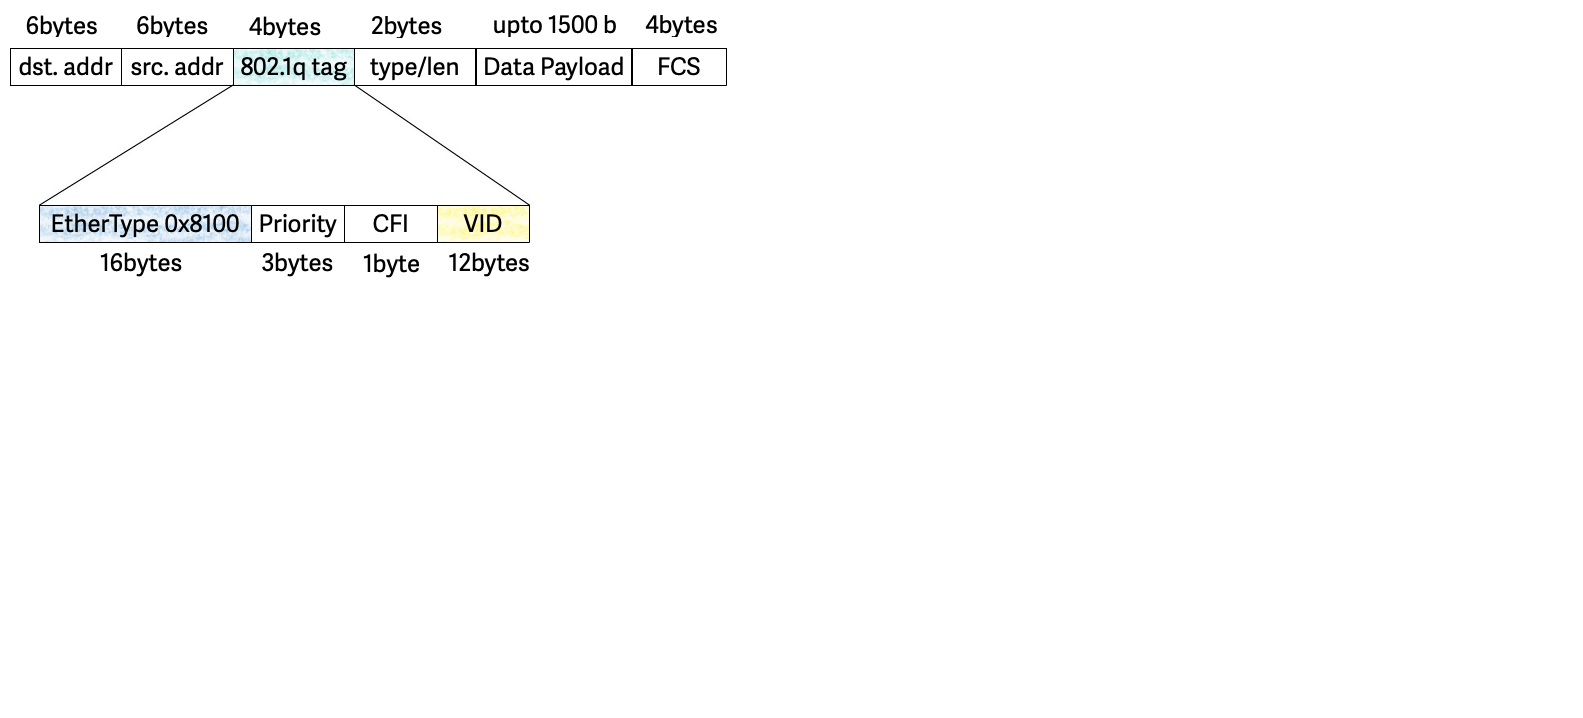 6bytes 6bytes 4bytes 2bytes upto 1500 b 4bytes
dst. addr src. addr 802.1q tag type/len Data Payload FCS
EtherType 0x8100 Priority CFI VID
16bytes 3bytes 1byte 12bytes